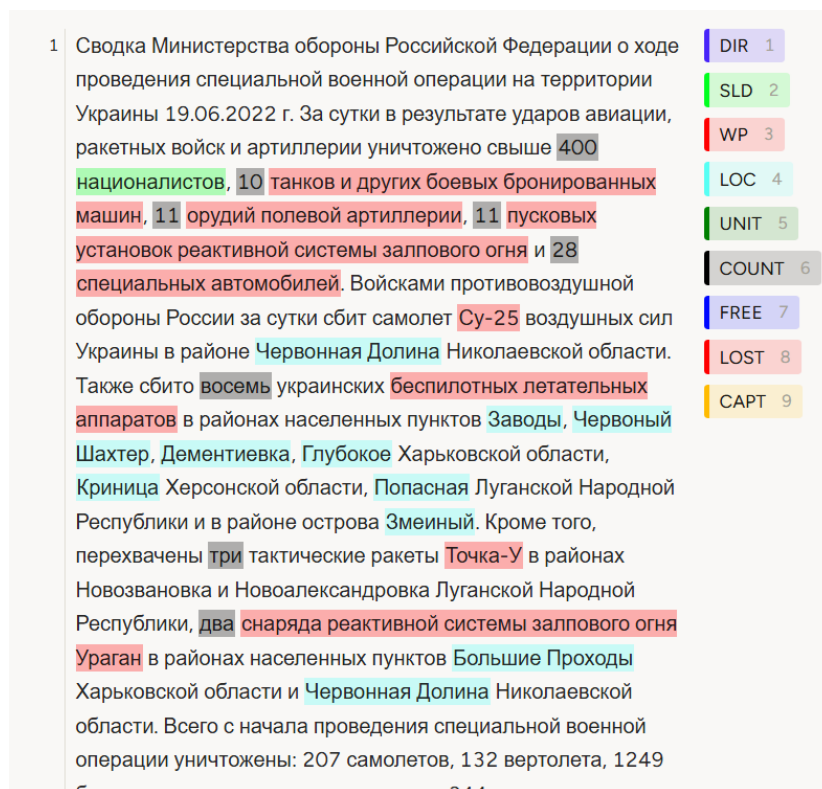 1 Сводка Министерства обороны Российской Федерации о ходе
проведения специальной военной операции на территории
Украины 19.06.2022 г. За сутки в результате ударов авиации,
ракетных войск и артиллерии уничтожено свыше 400
националистов, 10 танков и других боевых бронированных
машин, 11 орудий полевой артиллерии, 11 пусковых
установок реактивной системы залпового огня и 28
специальных автомобилей. Войсками противовоздушной
обороны России за сутки сбит самолет Су-25 воздушных сил
Украины в районе Червонная Долина Николаевской области.
Также сбито восемь украинских беспилотных летательных
аппаратов в районах населенных пунктов Заводы, Червоный
Шахтер, Дементиевка, Глубокое Харьковской области,
Криница Херсонской области, Попасная Луганской Народной
Республики и в районе острова Змеиный. Кроме того,
перехвачены три тактические ракеты Точка-У в районах
Новозвановка и Новоалександровка Луганской Народной
Республики, два снаряда реактивной системы залпового огня
Ураган в районах населенных пунктов Большие Проходы
Харьковской области и Червонная Долина Николаевской
области. Всего с начала проведения специальной военной
операции уничтожены: 207 самолетов, 132 вертолета, 1249
DIR 1
SLD 2
WP 3
LOC 4
UNIT 5
COUNT 6
FREE 7
LOST 8
CAPT 9